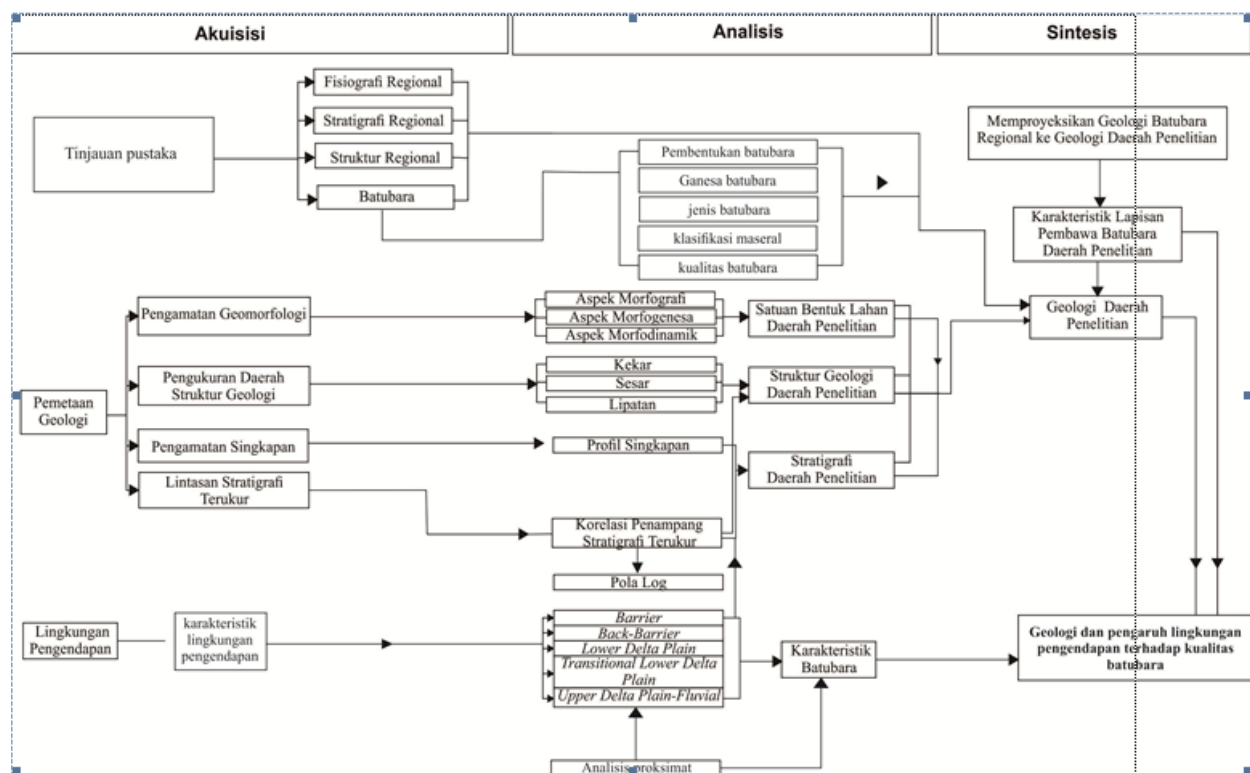 Akuisisi
Analisis
Sintesis
Tinjauan pustaka
Fisiografi Regional
Stratigrafi Regional
Struktur Regional
Batubara
Pembentukan batubara
Ganesa batubara
jenis batubara
klasifikasi maseral
kualitas batubara
Memproyeksikan Geologi Batubara
Regional ke Geologi Daerah Penelitian
Karakteristik Lapisan
Pembawa Batubara
Daerah Penelitian
Geologi Daerah
Penelitian
Pemetaan
Geologi
Pengamatan Geomorfologi
Pengukuran Daerah
Struktur Geologi
Pengamatan Singkapan
Lintasan Stratigrafi
Terukur
Aspek Morfografi
Aspek Morfogenesa
Aspek Morfodinamik
Kekar
Sesar
Lipatan
Profil Singkapan
Korelasi Penampang
Stratigrafi Terukur
Pola Log
Satuan Bentuk Lahan
Daerah Penelitian
Struktur Geologi
Daerah Penelitian
Stratigrafi
Daerah Penelitian
Lingkungan
Pengendapan
karakteristik
lingkungan
pengendapan
Barrier
Back-Barrier
Lower Delta Plain
Transitional Lower Delta
Plain
Upper Delta Plain-Fluvial
Karakteristik
Batubara
Geologi dan pengaruh lingkungan
pengendapan terhadap kualitas
batubara
Analisis proksimat